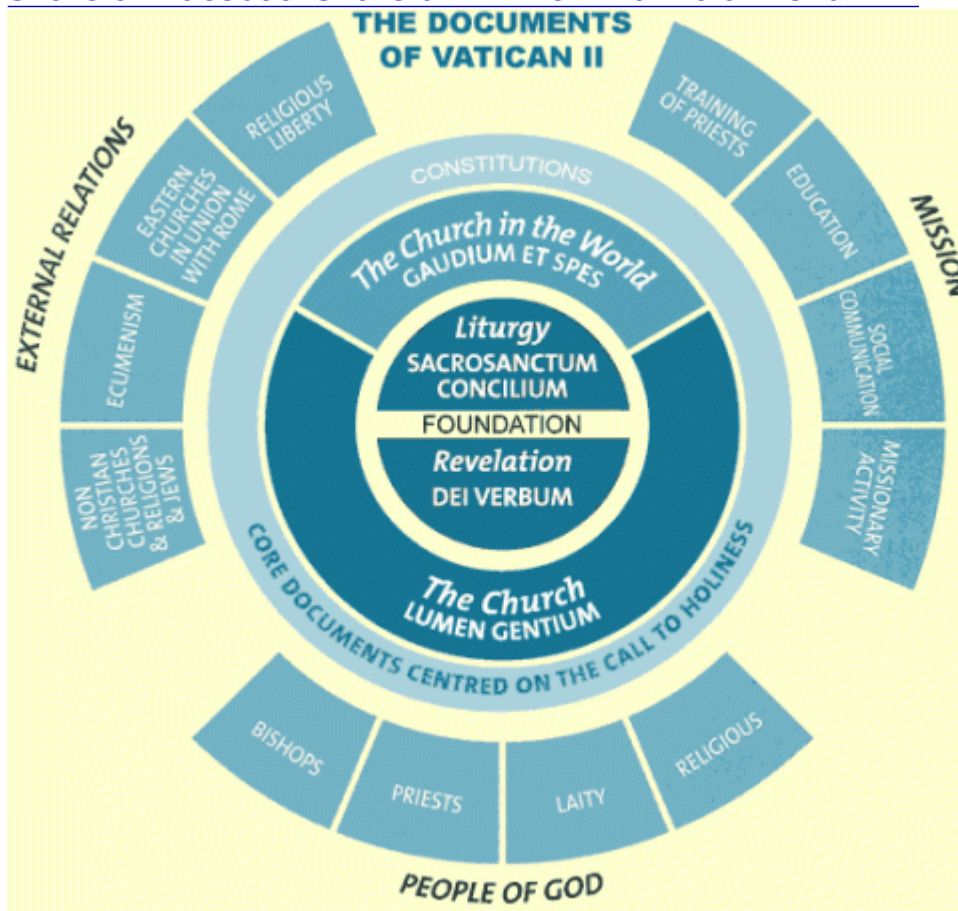 THE DOCUMENTS
OF VATICAN II
EXTERNAL RELATIONS
RELIGIOUS
LIBERTY
EASTERN
CHURCHES
IN UNION
WITH ROME
ECUMENISM
NON
CHRISTIAN
CHURCHES
& RELIGIONS
& JEWS
CONSTITUTIONS
The Church in the World
GAUDIUM ET SPES
Liturgy
SACROSANCTUM
CONCILIUM
FOUNDATION
Revelation
DEI VERBUM
The Church
LUMEN GENTIUM
CORE DOCUMENTS CENTRED ON THE CALL TO HOLINESS
TRAINING
OF PRIESTS
EDUCATION
SOCIAL
COMMUNICATION
MISSIONARY
ACTIVITY
MISSION
BISHOPS
PRIESTS
LAITY
RELIGIOUS
PEOPLE OF GOD